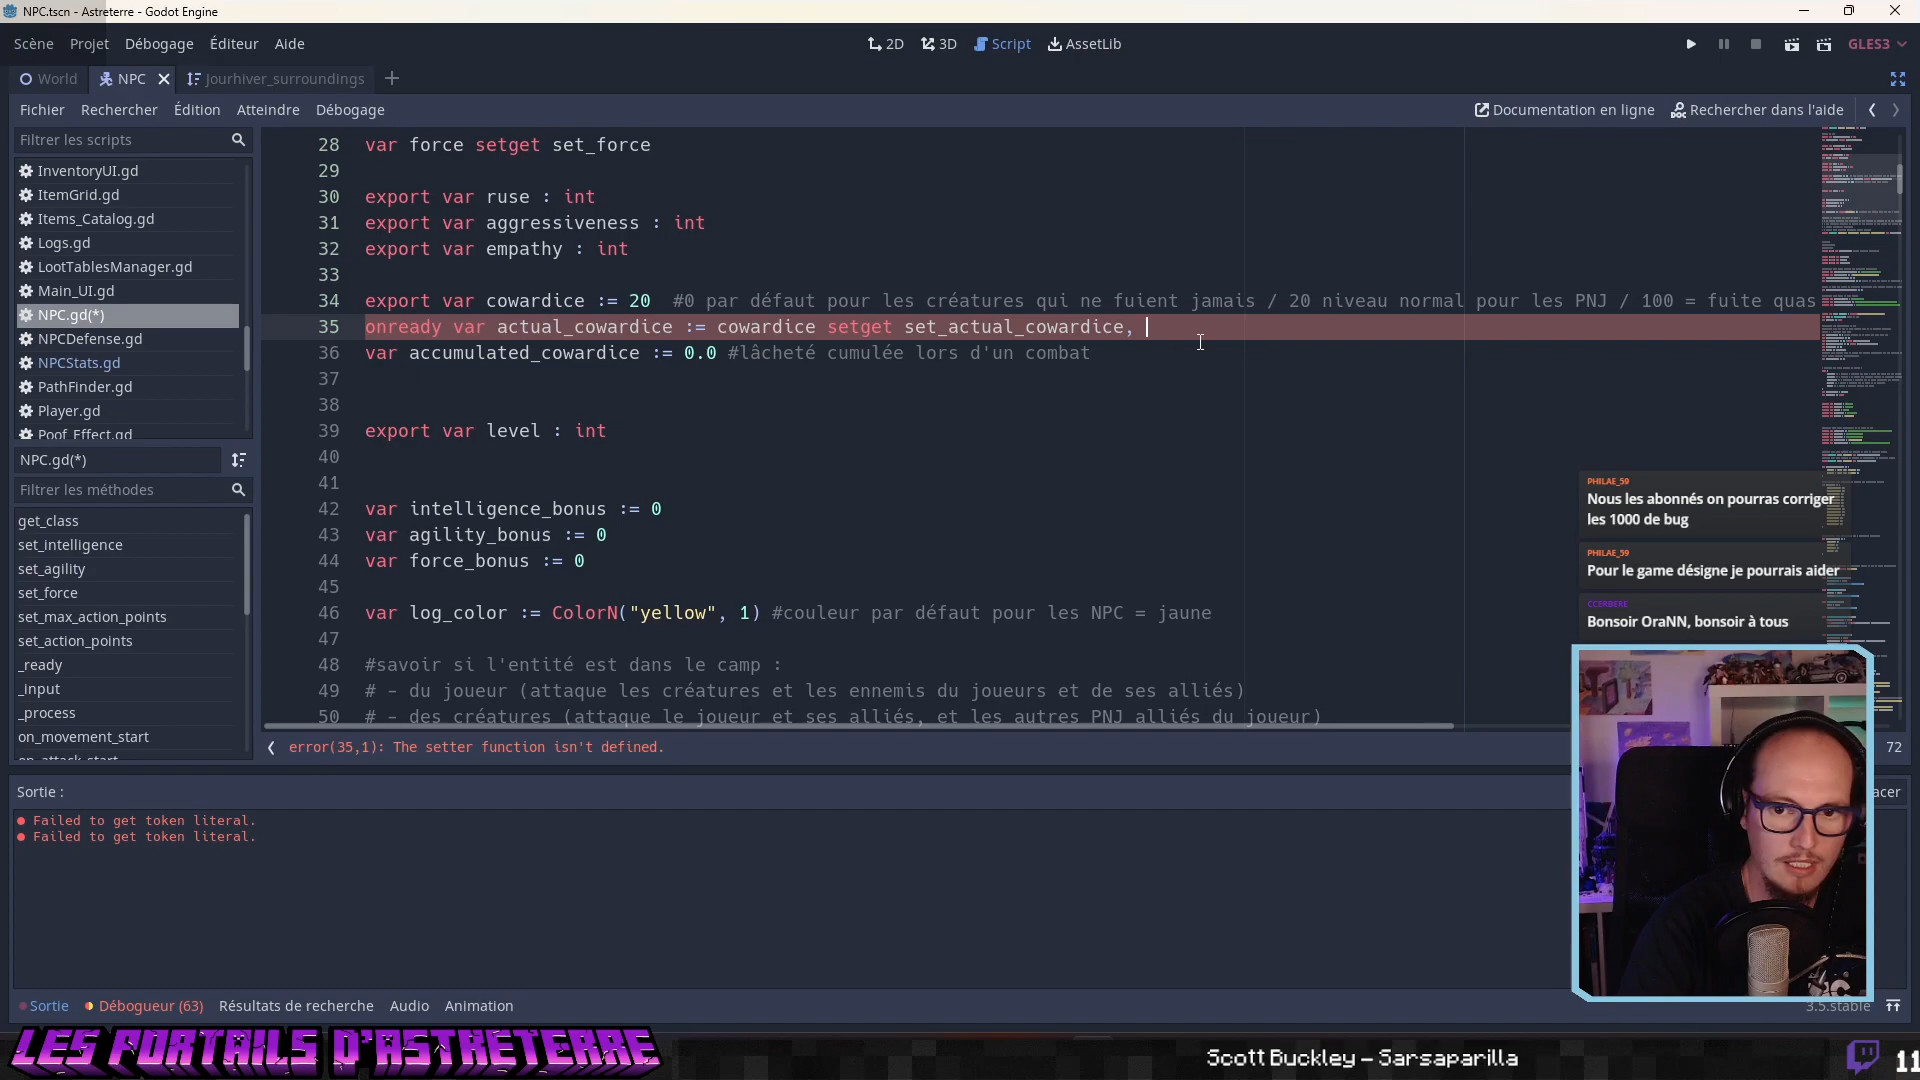 NPC.tscn - Astreterre - Godot Engine
Scène Projet Débogage Éditeur Aide
2D 3D Script AssetLib
GLES3
World NPC Jourhiver_surroundings
Fichier Rechercher Édition Atteindre Débogage
Documentation en ligne Rechercher dans l'aide
Filtrer les scripts
InventoryUI.gd
ItemGrid.gd
Items_Catalog.gd
Logs.gd
LootTablesManager.gd
Main_UI.gd
NPC.gd(*)
NPCDefense.gd
NPCStats.gd
PathFinder.gd
Player.gd
Poof_Effect.gd
NPC.gd(*)
Filtrer les méthodes
get_class
set_intelligence
set_agility
set_force
set_max_action_points
set_action_points
_ready
_input
_process
on_movement_start
on_attack_start
28 var force setget set_force
29
30 export var ruse : int
31 export var aggressiveness : int
32 export var empathy : int
33
34 export var cowardice := 20 #0 par défaut pour les créatures qui ne fuient jamais / 20 niveau normal pour les PNJ / 100 = fuite quas
35 onready var actual_cowardice := cowardice setget set_actual_cowardice,
36 var accumulated_cowardice := 0.0 #lâcheté cumulée lors d'un combat
37
38
39 export var level : int
40
41
42 var intelligence_bonus := 0
43 var agility_bonus := 0
44 var force_bonus := 0
45
46 var log_color := ColorN("yellow", 1) #couleur par défaut pour les NPC = jaune
47
48 #savoir si l'entité est dans le camp :
49 # - du joueur (attaque les créatures et les ennemis du joueurs et de ses alliés)
50 # - des créatures (attaque le joueur et ses alliés, et les autres PNJ alliés du joueur)
error(35,1): The setter function isn't defined.
72
PHILAE_59
Nous les abonnés on pourras corriger
les 1000 de bug
PHILAE_59
Pour le game désigne je pourrais aider
CCERBERE
Bonsoir OraNN, bonsoir à tous
Sortie :
acer
Failed to get token literal.
Failed to get token literal.
Sortie Débogueur (63) Résultats de recherche Audio Animation
3.5.stable
LES PORTAILS D'ASTRETERRE
Scott Buckley – Sarsaparilla
11